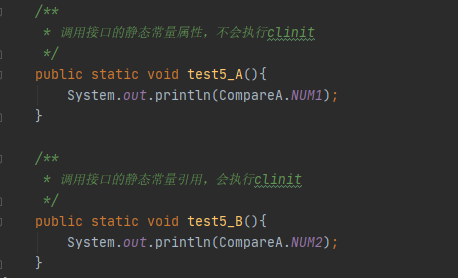 /**
* 调用接口的静态常量属性，不会执行clinit
*/
public static void test5_A(){
System.out.println(CompareA.NUM1);
}
/**
* 调用接口的静态常量引用，会执行clinit
*/
public static void test5_B(){
System.out.println(CompareA.NUM2);
}